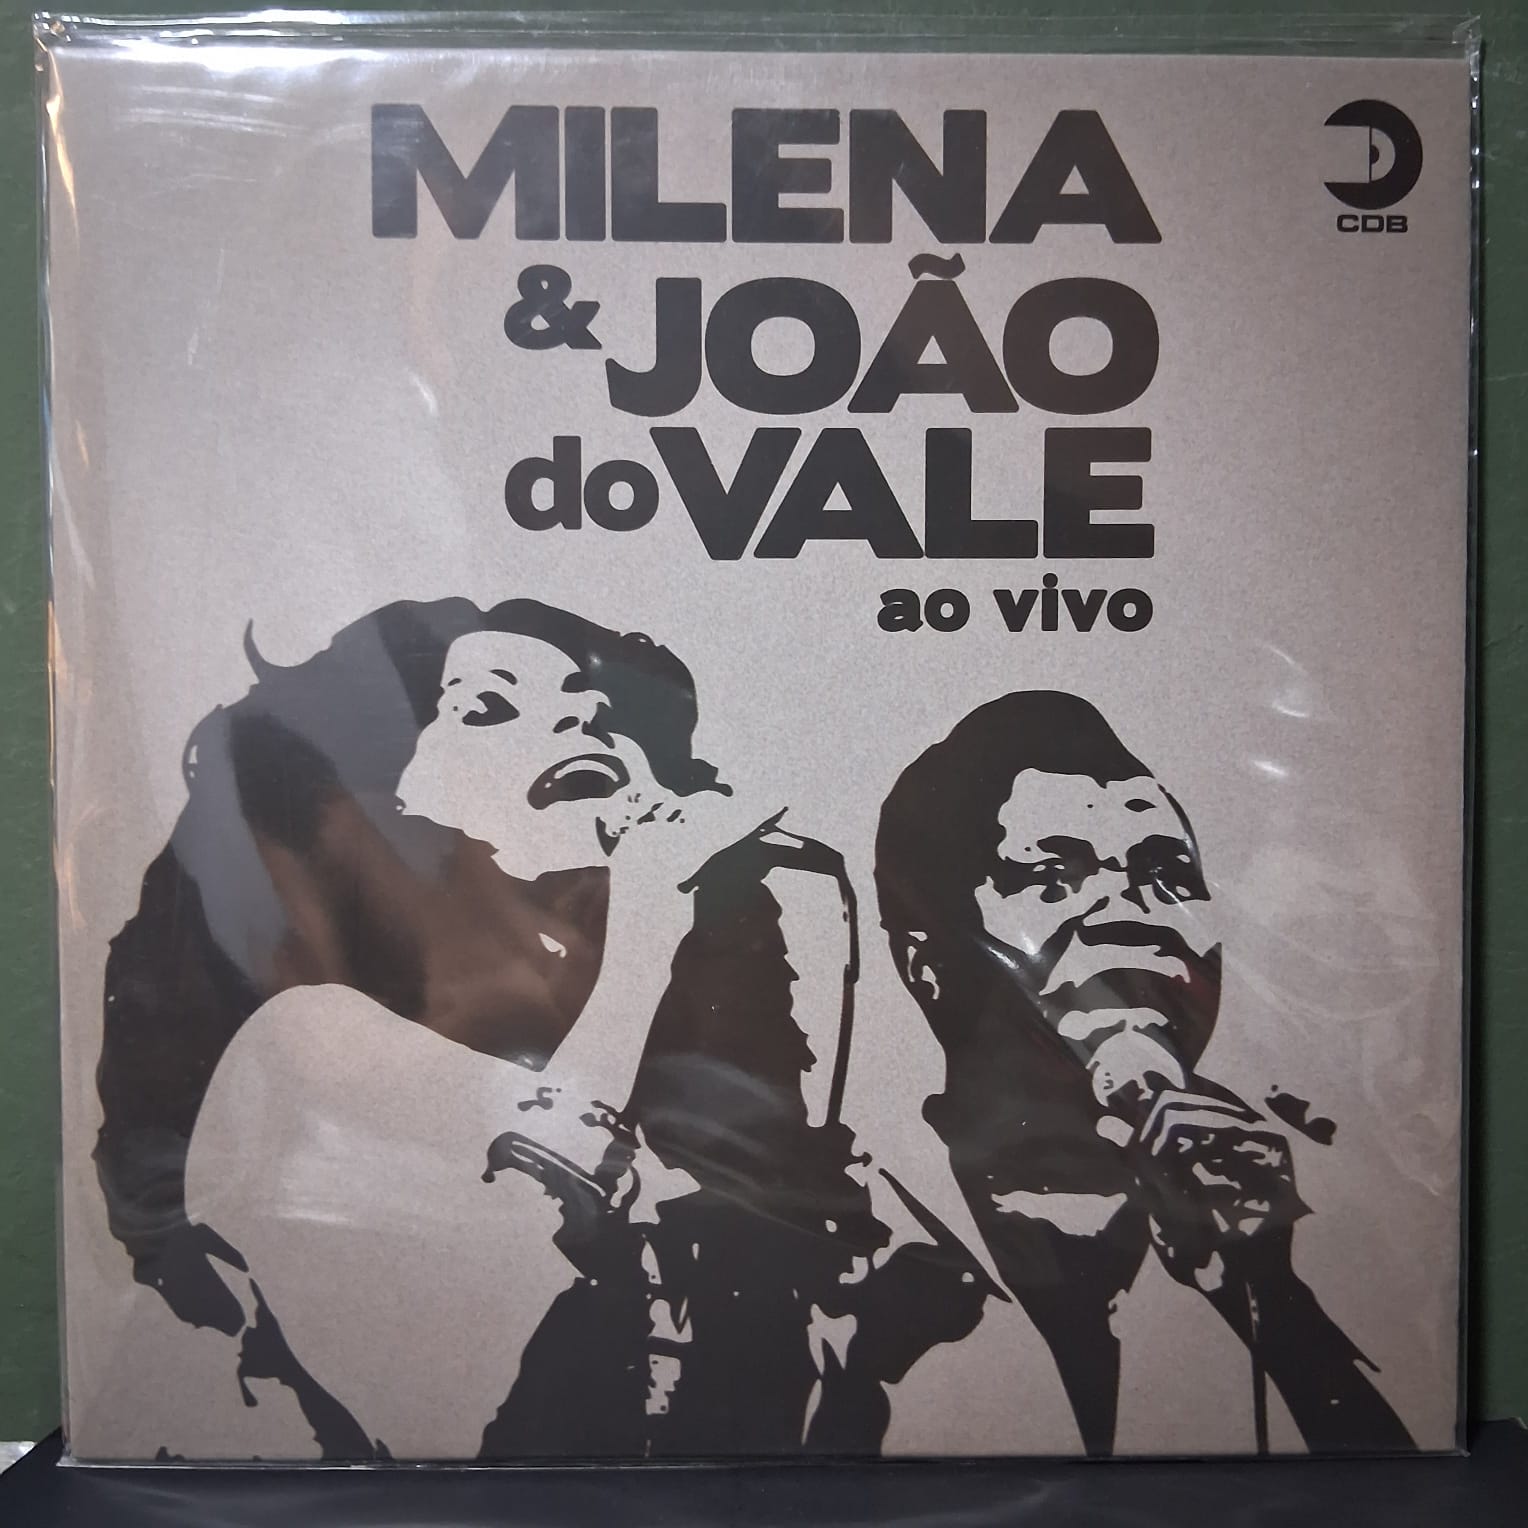 MILENA
& JOÃO
do VALE
ao vivo
CDB